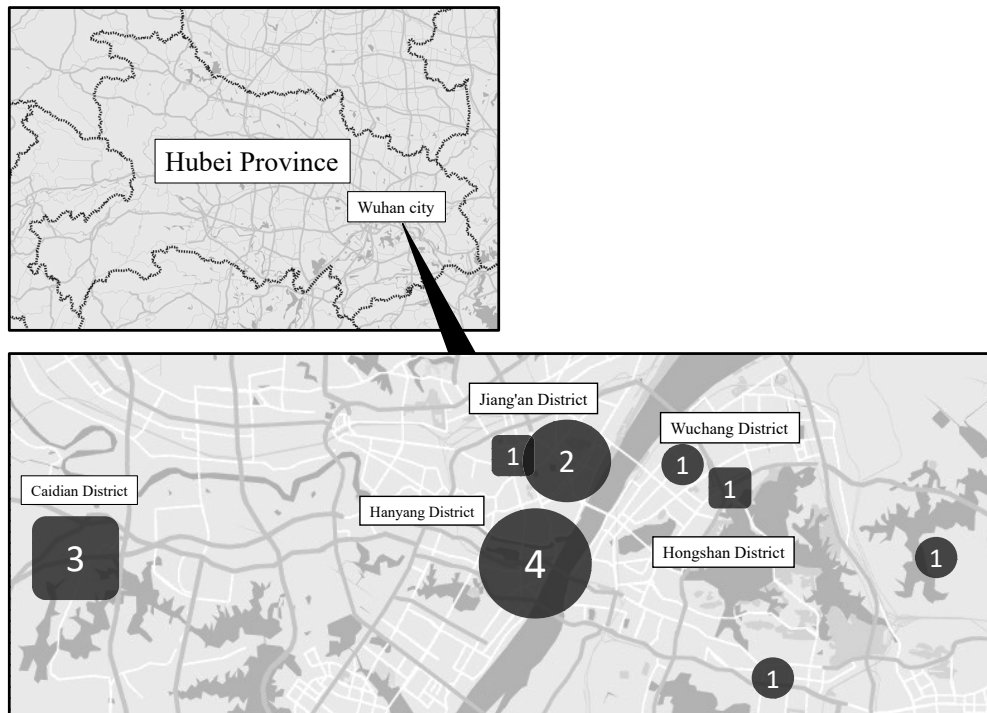 Hubei Province
Wuhan city
Jiang'an District
Wuchang District
1
2
1
1
Caidian District
Hanyang District
3
4
Hongshan District
1
1